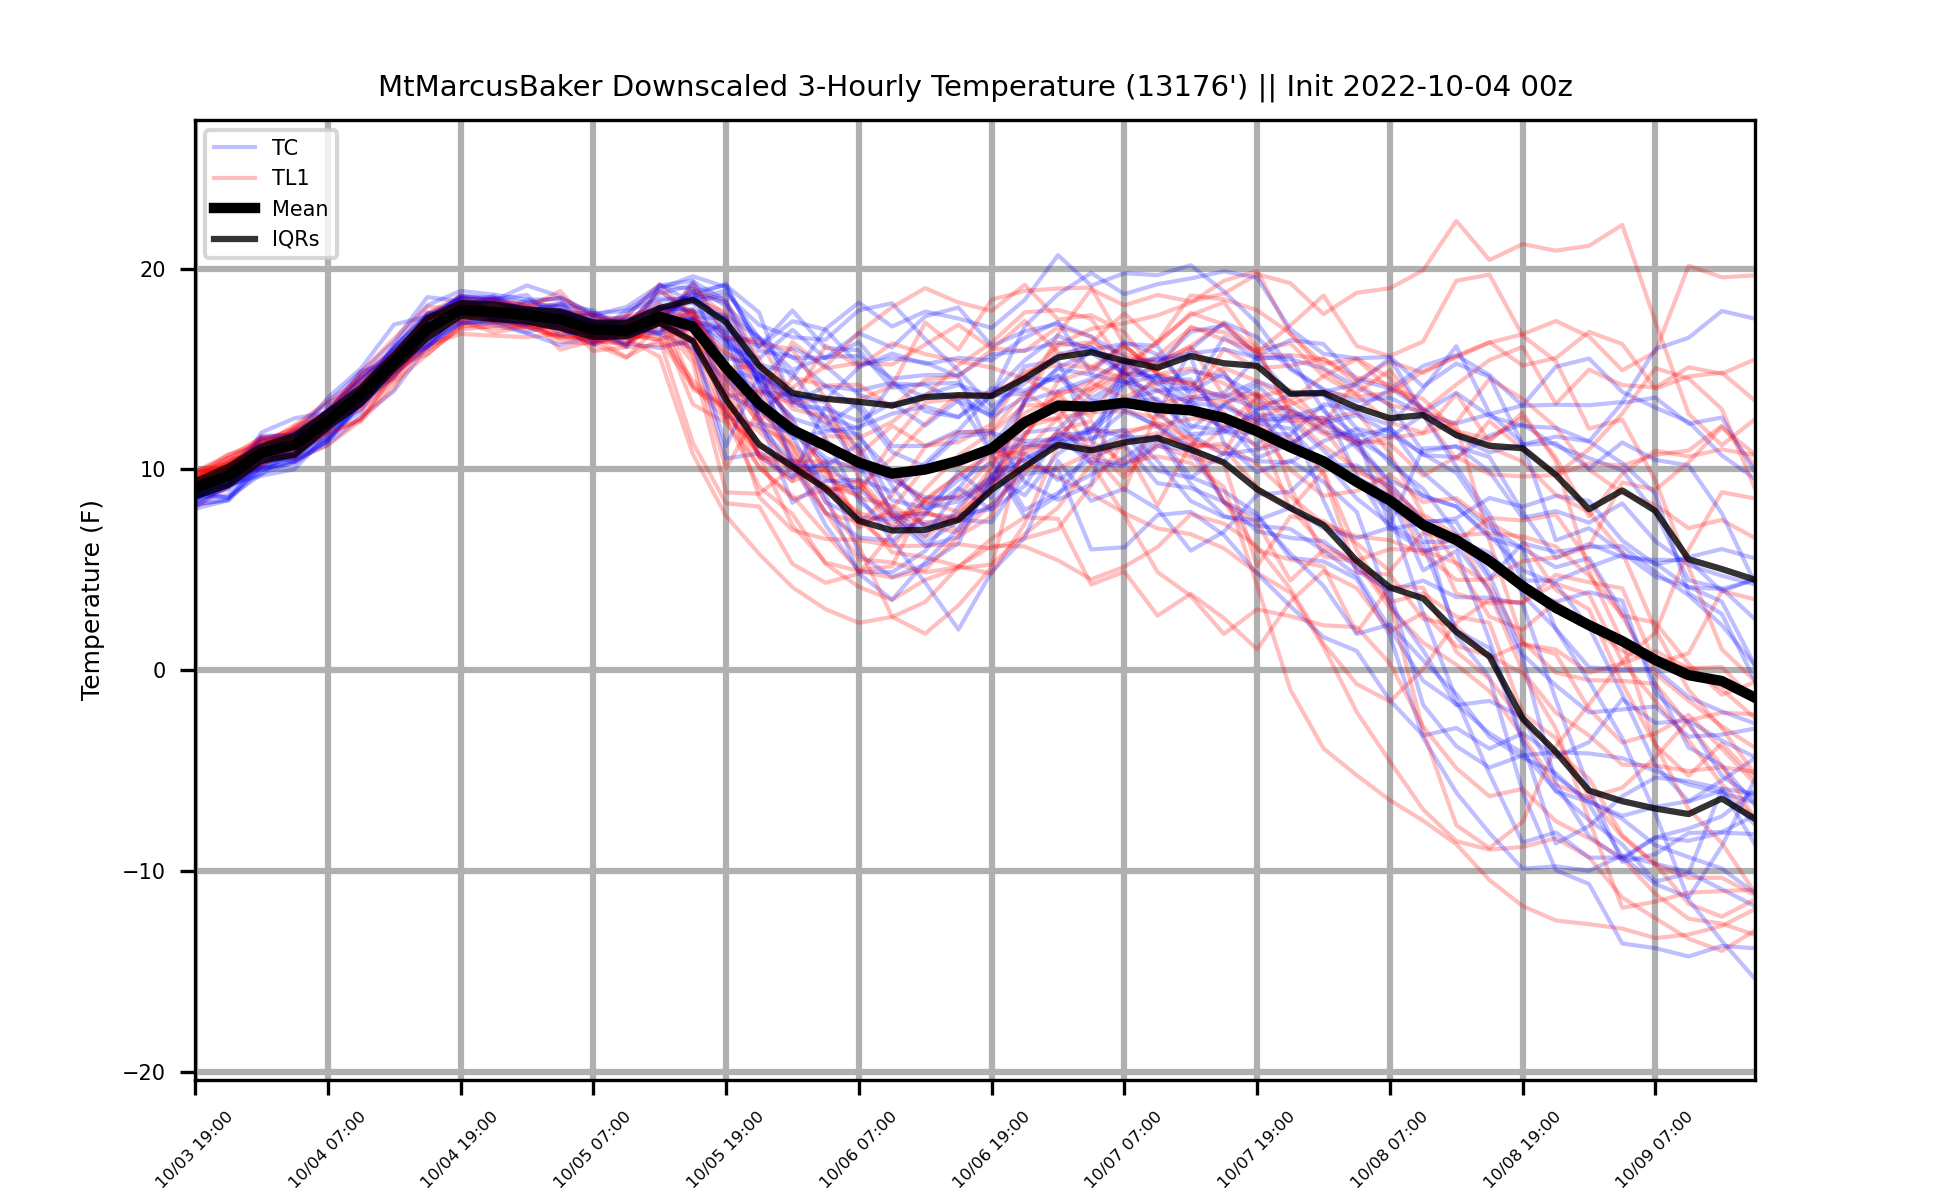 MtMarcusBaker Downscaled 3-Hourly Temperature (13176') || Init 2022-10-04 00z
TC
TL1
Mean
IQRs
Temperature (F)
20
10
0
−10
−20
10/03 19:00
10/04 07:00
10/04 19:00
10/05 07:00
10/05 19:00
10/06 07:00
10/06 19:00
10/07 07:00
10/07 19:00
10/08 07:00
10/08 19:00
10/09 07:00